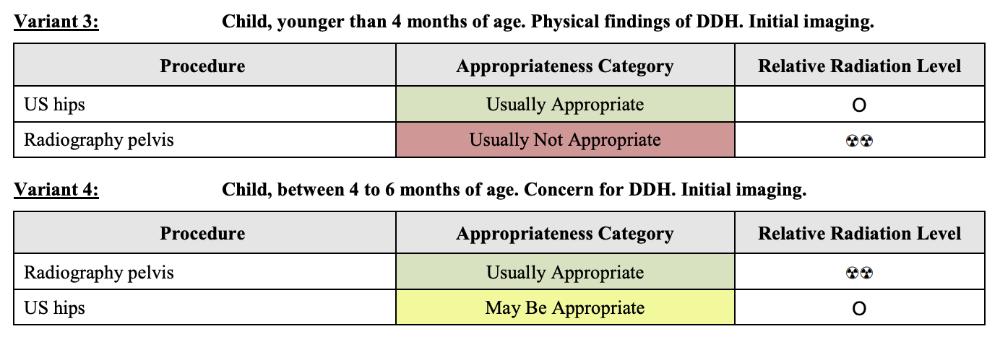 Variant 3: Child, younger than 4 months of age. Physical findings of DDH. Initial imaging.
Procedure Appropriateness Category Relative Radiation Level
US hips Usually Appropriate O
Radiography pelvis Usually Not Appropriate ☢☢
Variant 4: Child, between 4 to 6 months of age. Concern for DDH. Initial imaging.
Procedure Appropriateness Category Relative Radiation Level
Radiography pelvis Usually Appropriate ☢☢
US hips May Be Appropriate O